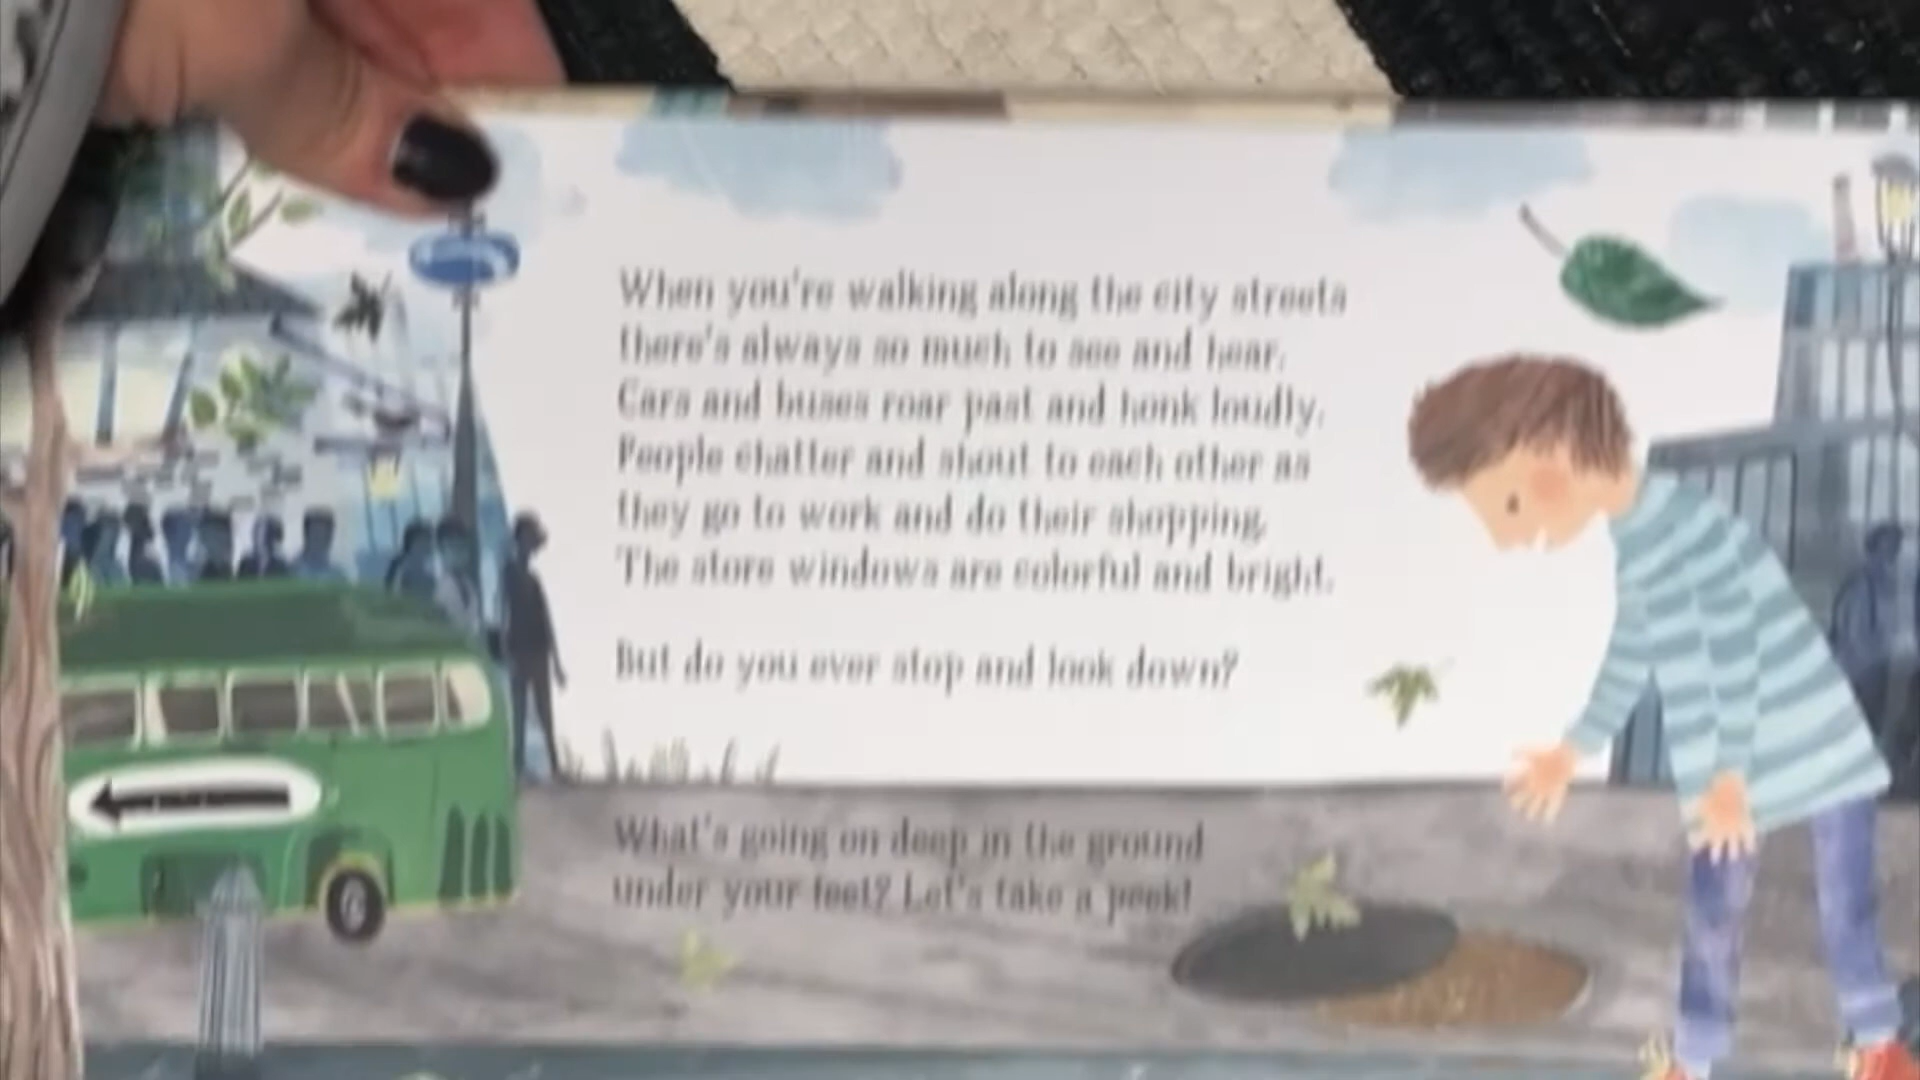 When you're walking along the city streets
there's always so much to see and hear.
Cars and buses roar past and honk loudly.
People chatter and shout to each other as
they go to work and do their shopping.
The store windows are colorful and bright.
But do you ever stop and look down?
What's going on deep in the ground
under your feet? Let's take a peek!